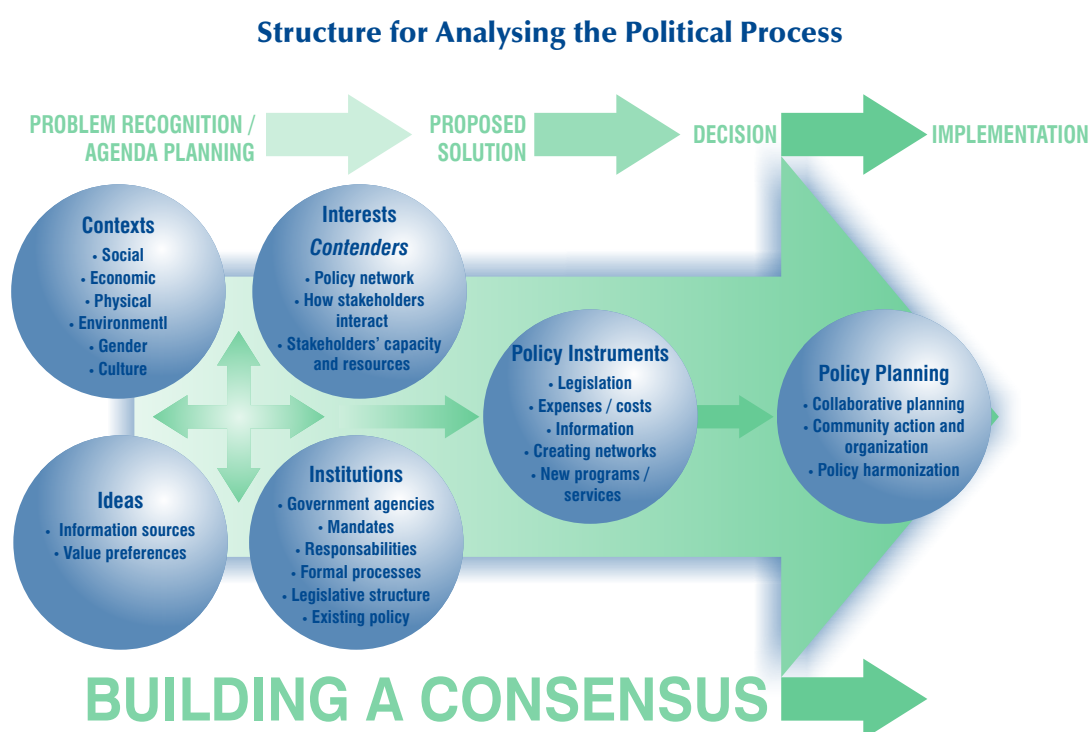 Structure for Analysing the Political Process
PROBLEM RECOGNITION /
AGENDA PLANNING
PROPOSED
SOLUTION
DECISION
IMPLEMENTATION
Contexts
• Social
• Economic
• Physical
• Environmentl
• Gender
• Culture
Interests
Contenders
• Policy network
• How stakeholders
interact
• Stakeholders' capacity
and resources
Ideas
• Information sources
• Value preferences
Institutions
• Government agencies
• Mandates
• Responsabilities
• Formal processes
• Legislative structure
• Existing policy
Policy Instruments
• Legislation
• Expenses / costs
• Information
• Creating networks
• New programs /
services
Policy Planning
• Collaborative planning
• Community action and
organization
• Policy harmonization
BUILDING A CONSENSUS